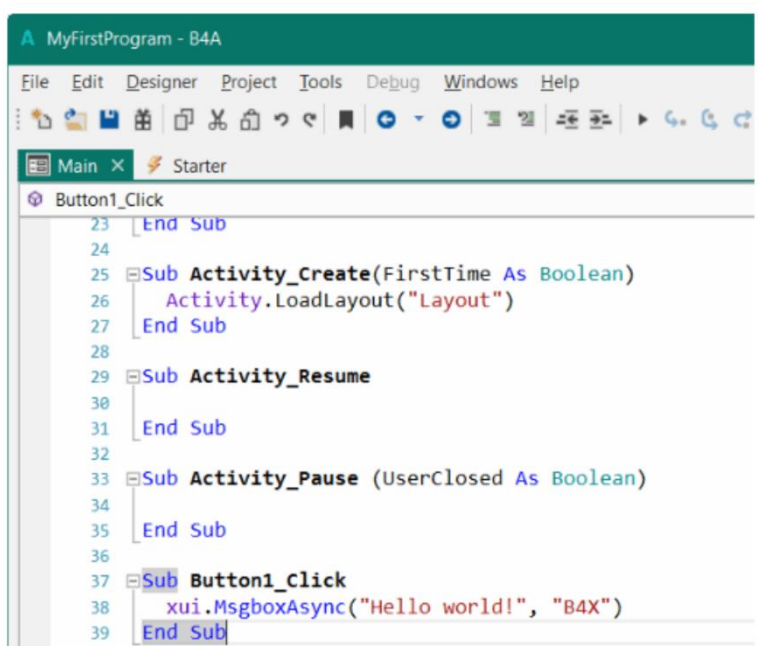 MyFirstProgram - B4A
File Edit Designer Project Tools Debug Windows Help
Main × Starter
Button1_Click
23 End Sub
24
25 Sub Activity_Create(FirstTime As Boolean)
26 Activity.LoadLayout("Layout")
27 End Sub
28
29 Sub Activity_Resume
30
31 End Sub
32
33 Sub Activity_Pause (UserClosed As Boolean)
34
35 End Sub
36
37 Sub Button1_Click
38 xui.MsgboxAsync("Hello world!", "B4X")
39 End Sub